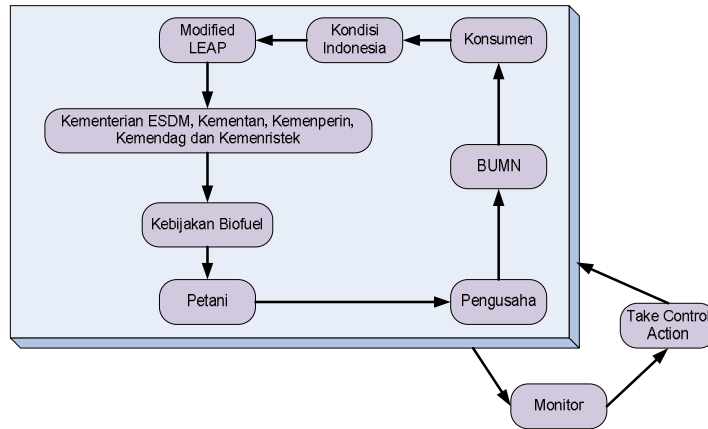 Modified
LEAP
Kondisi
Indonesia
Konsumen
Kementerian ESDM, Kementan, Kemenperin,
Kemendag dan Kemenristek
BUMN
Kebijakan Biofuel
Petani
Pengusaha
Take Control
Action
Monitor